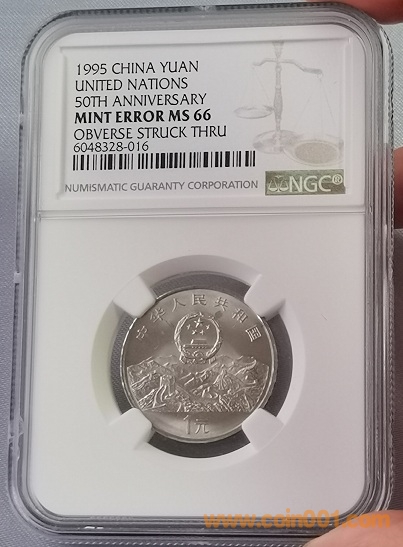 1995 CHINA YUAN
UNITED NATIONS
50TH ANNIVERSARY
MINT ERROR MS 66
OBVERSE STRUCK THRU
6048328-016
NUMISMATIC GUARANTY CORPORATION
NGC®
中华人民共和国
1元
www.coin001.com